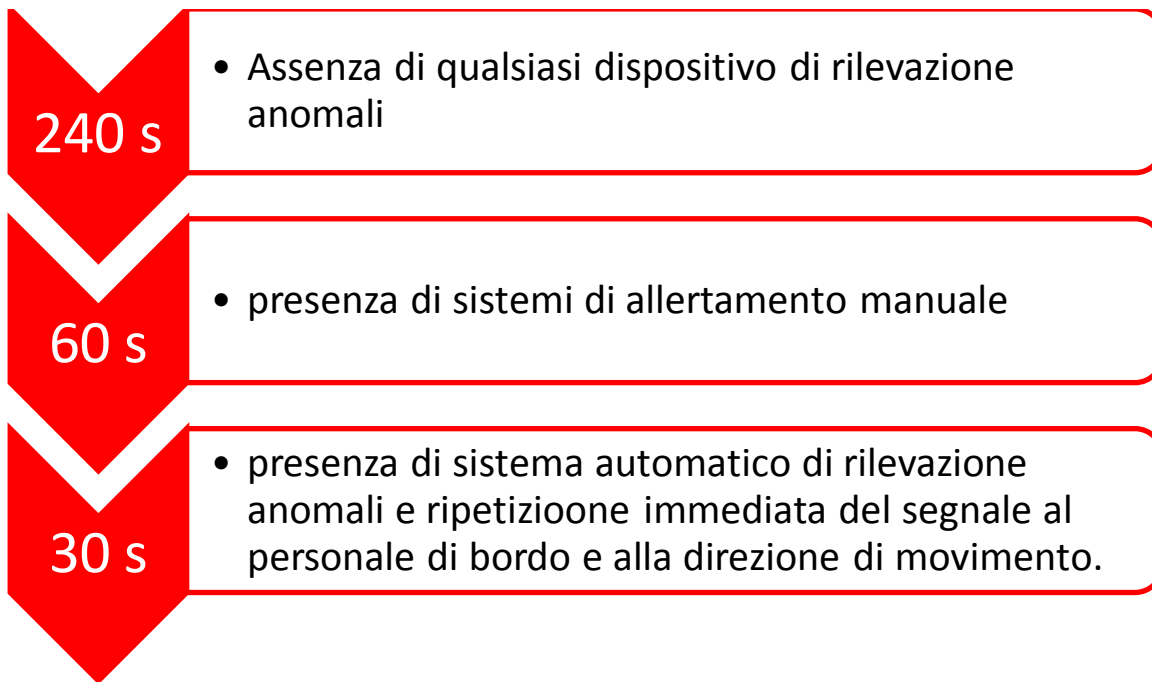 240 s
• Assenza di qualsiasi dispositivo di rilevazione
anomali
60 s
• presenza di sistemi di allertamento manuale
30 s
• presenza di sistema automatico di rilevazione
anomali e ripetizioone immediata del segnale al
personale di bordo e alla direzione di movimento.